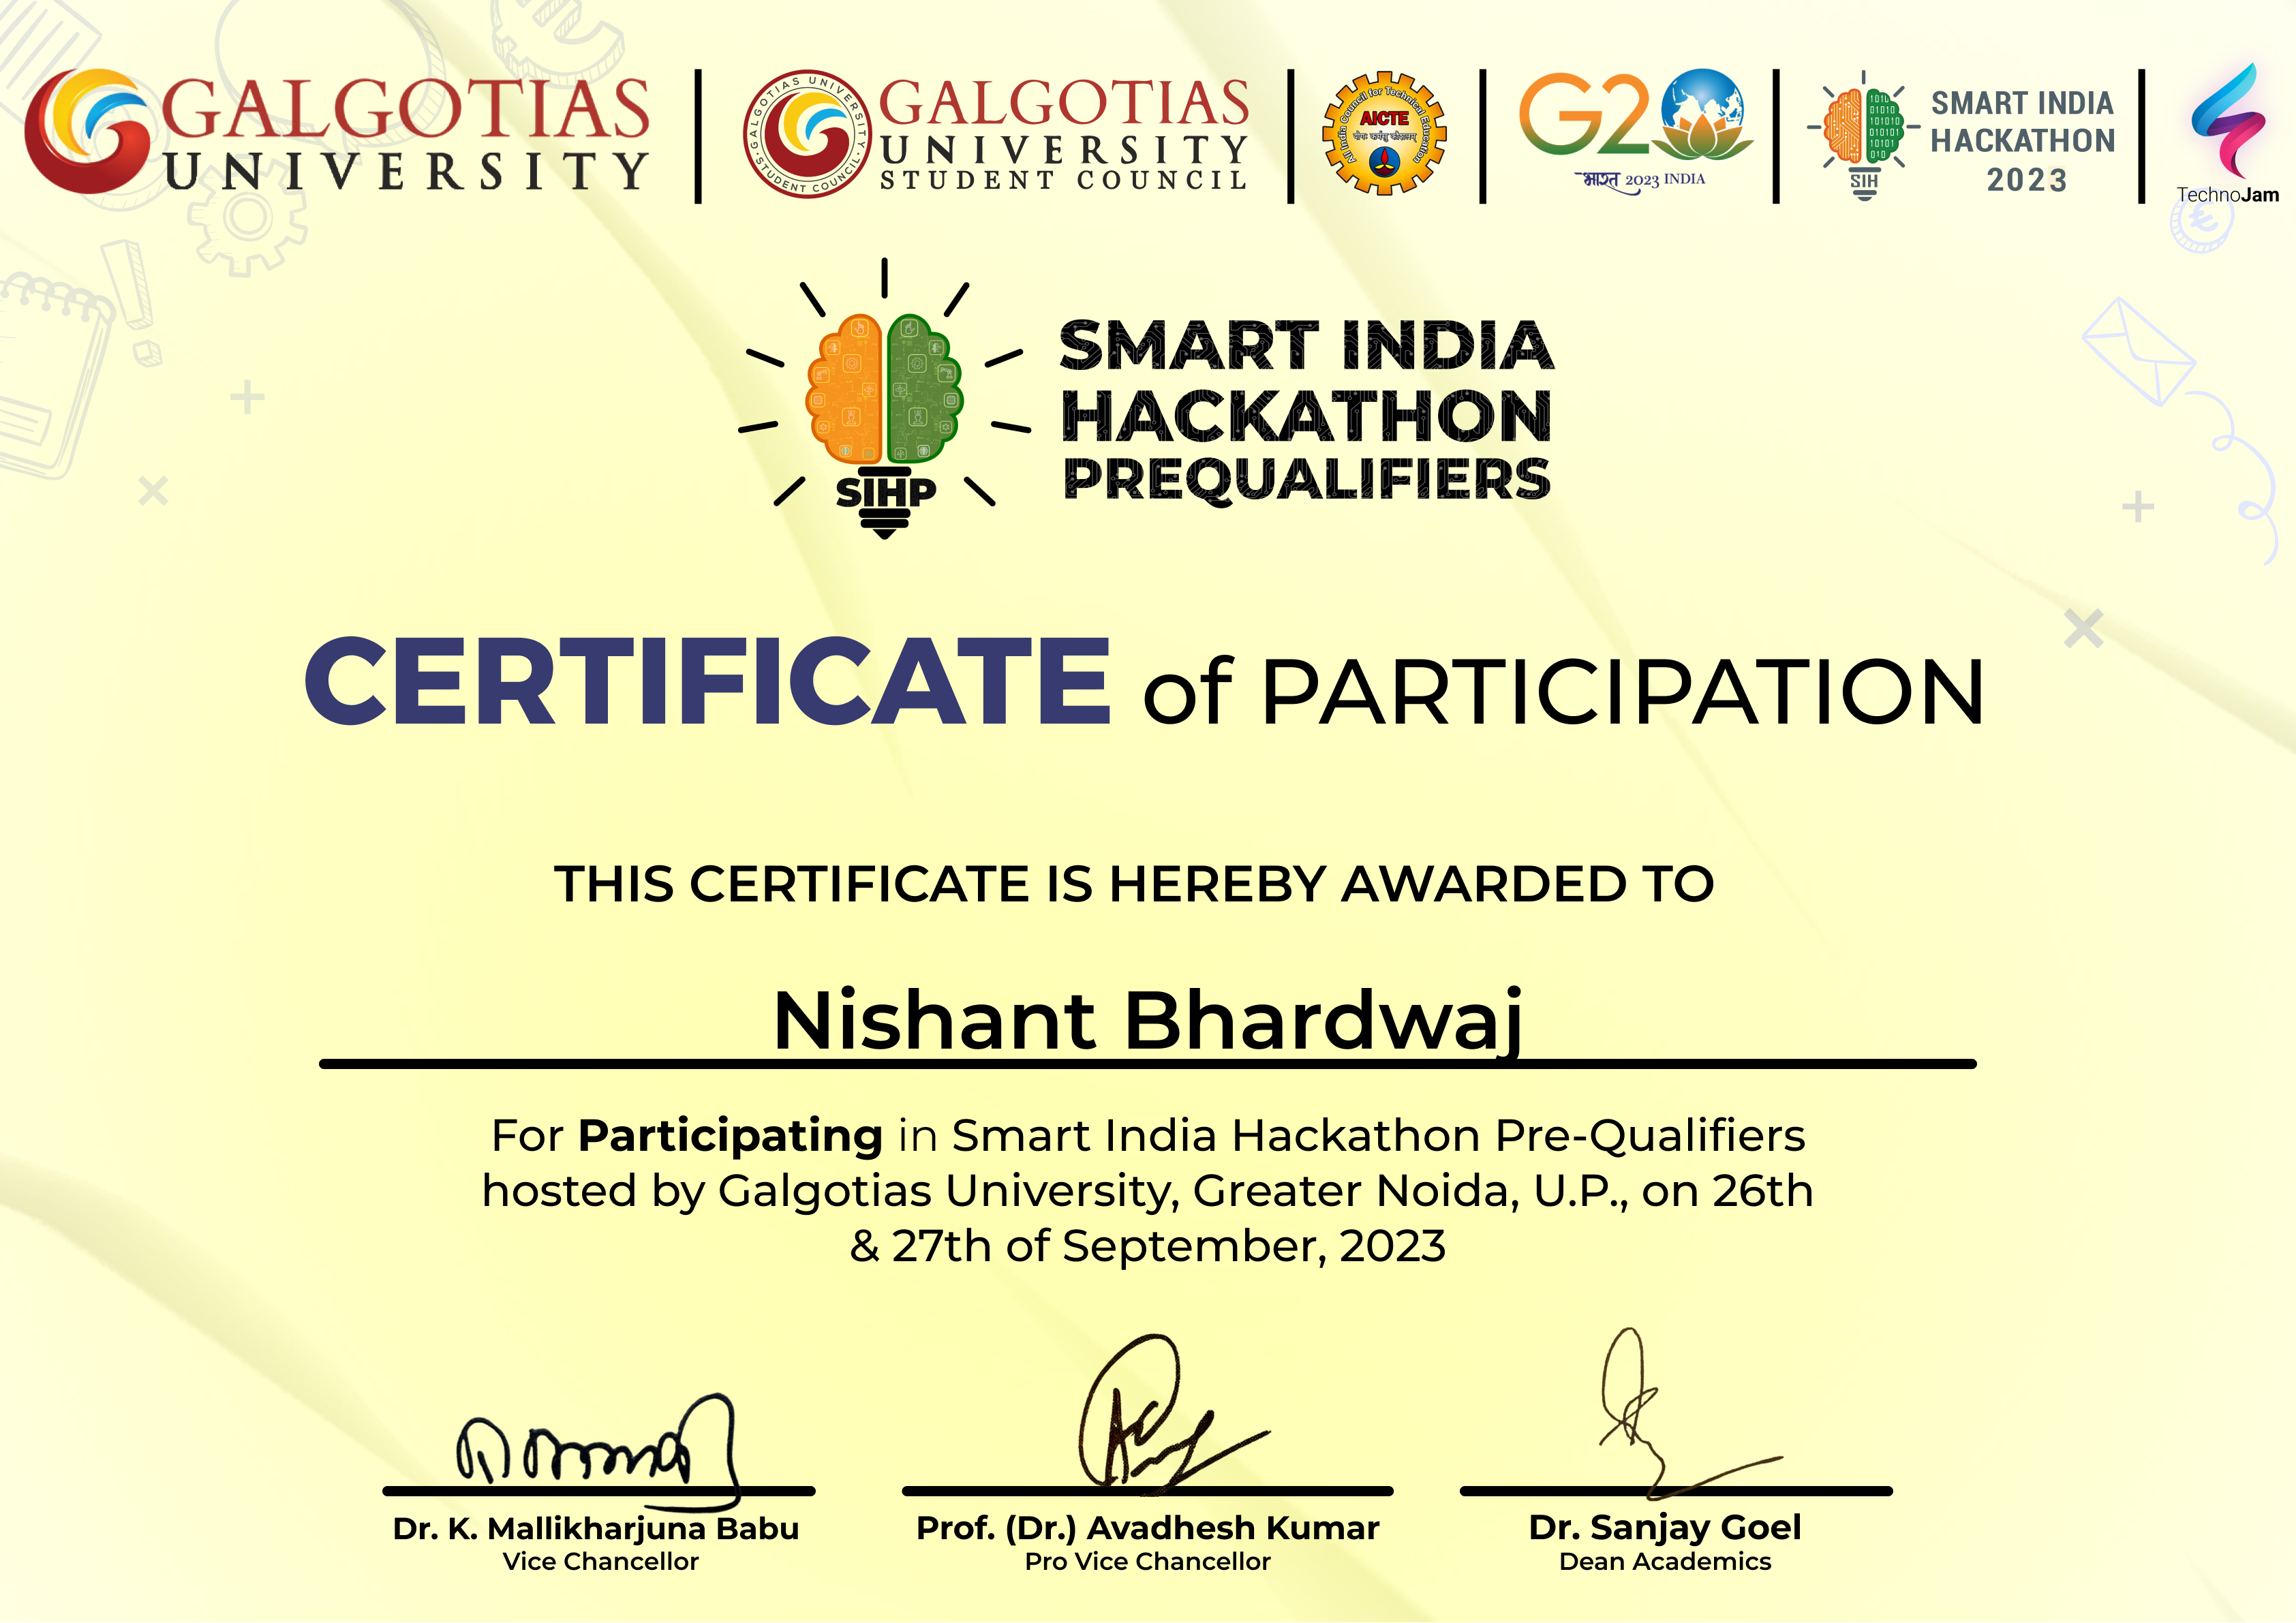 GALGOTIAS
UNIVERSITY
GALGOTIAS UNIVERSITY
STUDENT COUNCIL
GALGOTIAS
UNIVERSITY
STUDENT COUNCIL
All India Council for Technical Education
AICTE
G20
भारत 2023 INDIA
SIH
SMART INDIA
HACKATHON
2023
TechnoJam
SIHP
SMART INDIA
HACKATHON
PREQUALIFIERS
CERTIFICATE of PARTICIPATION
THIS CERTIFICATE IS HEREBY AWARDED TO
Nishant Bhardwaj
For Participating in Smart India Hackathon Pre-Qualifiers
hosted by Galgotias University, Greater Noida, U.P., on 26th
& 27th of September, 2023
Dr. K. Mallikharjuna Babu
Vice Chancellor
Prof. (Dr.) Avadhesh Kumar
Pro Vice Chancellor
Dr. Sanjay Goel
Dean Academics